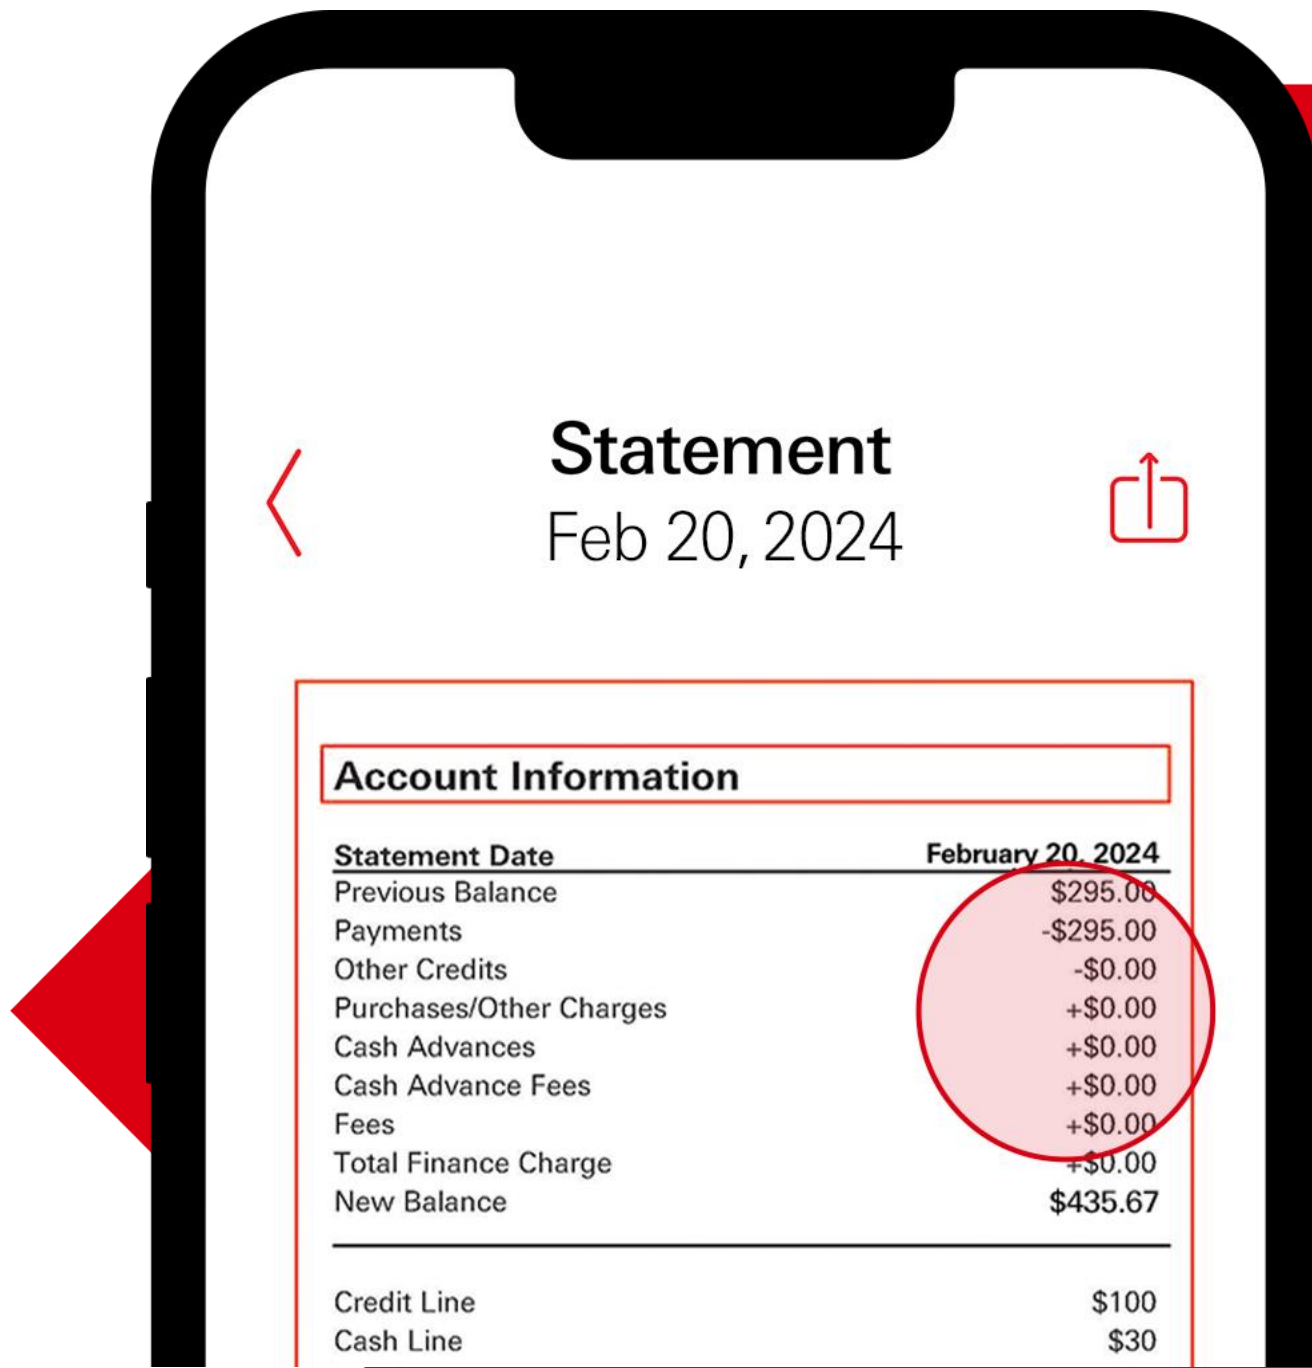 Statement
Feb 20, 2024
Account Information
Statement Date February 20, 2024
Previous Balance $295.00
Payments -$295.00
Other Credits -$0.00
Purchases/Other Charges +$0.00
Cash Advances +$0.00
Cash Advance Fees +$0.00
Fees +$0.00
Total Finance Charge +$0.00
New Balance $435.67
Credit Line $100
Cash Line $30